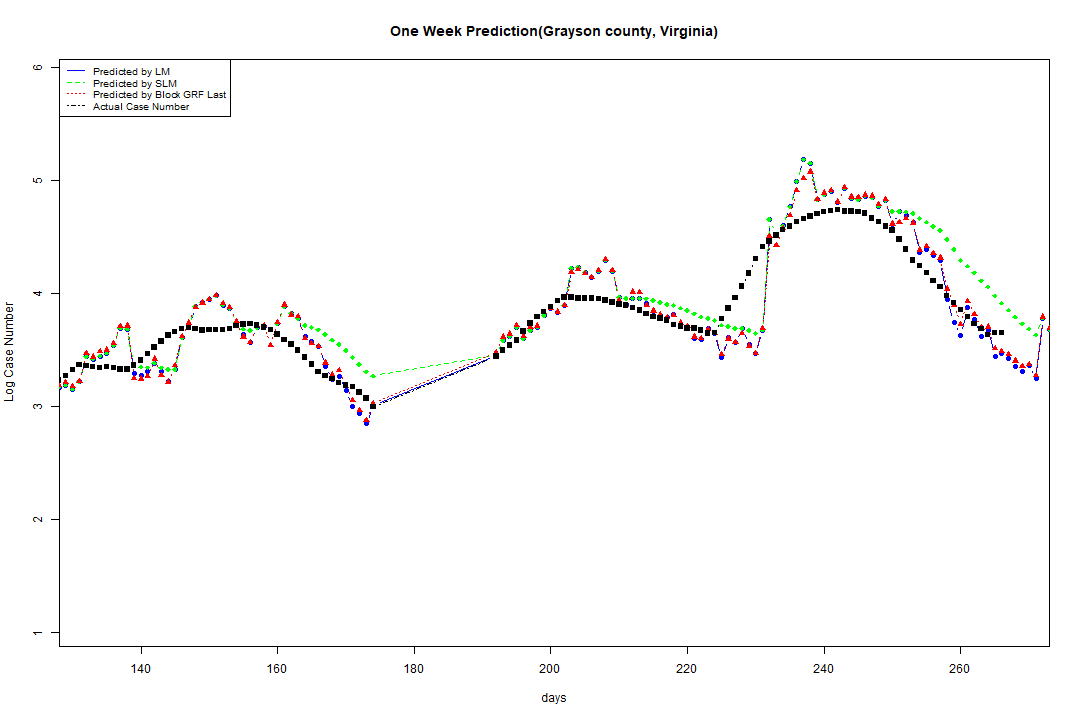 One Week Prediction(Grayson county, Virginia)
Predicted by LM
Predicted by SLM
Predicted by Block GRF Last
Actual Case Number
6
5
4
3
2
1
Log Case Number
140 160 180 200 220 240 260
days